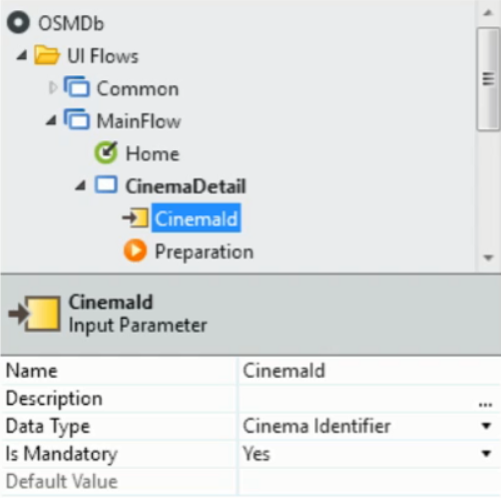 OSMDb
UI Flows
Common
MainFlow
Home
CinemaDetail
CinemaId
Preparation
CinemaId
Input Parameter
Name CinemaId
Description ...
Data Type Cinema Identifier
Is Mandatory Yes
Default Value